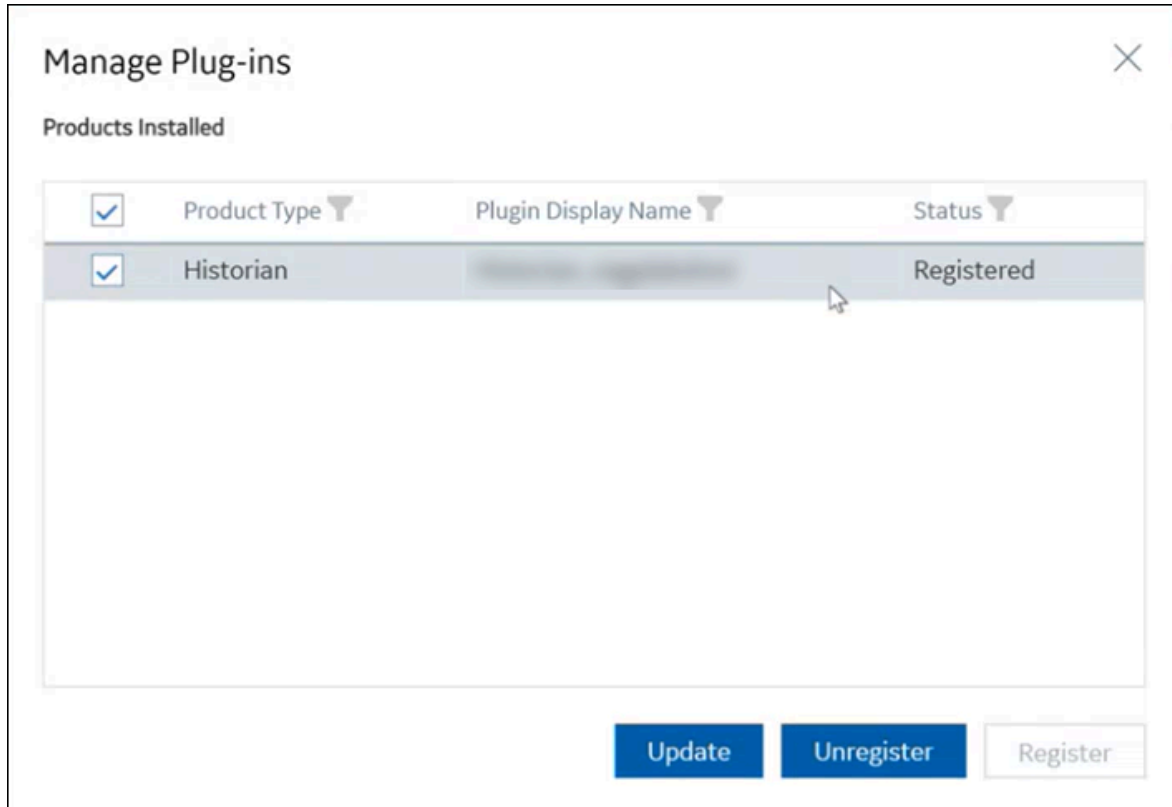 Manage Plug-ins
Products Installed
Product Type Plugin Display Name Status
Historian Registered
Update Unregister Register